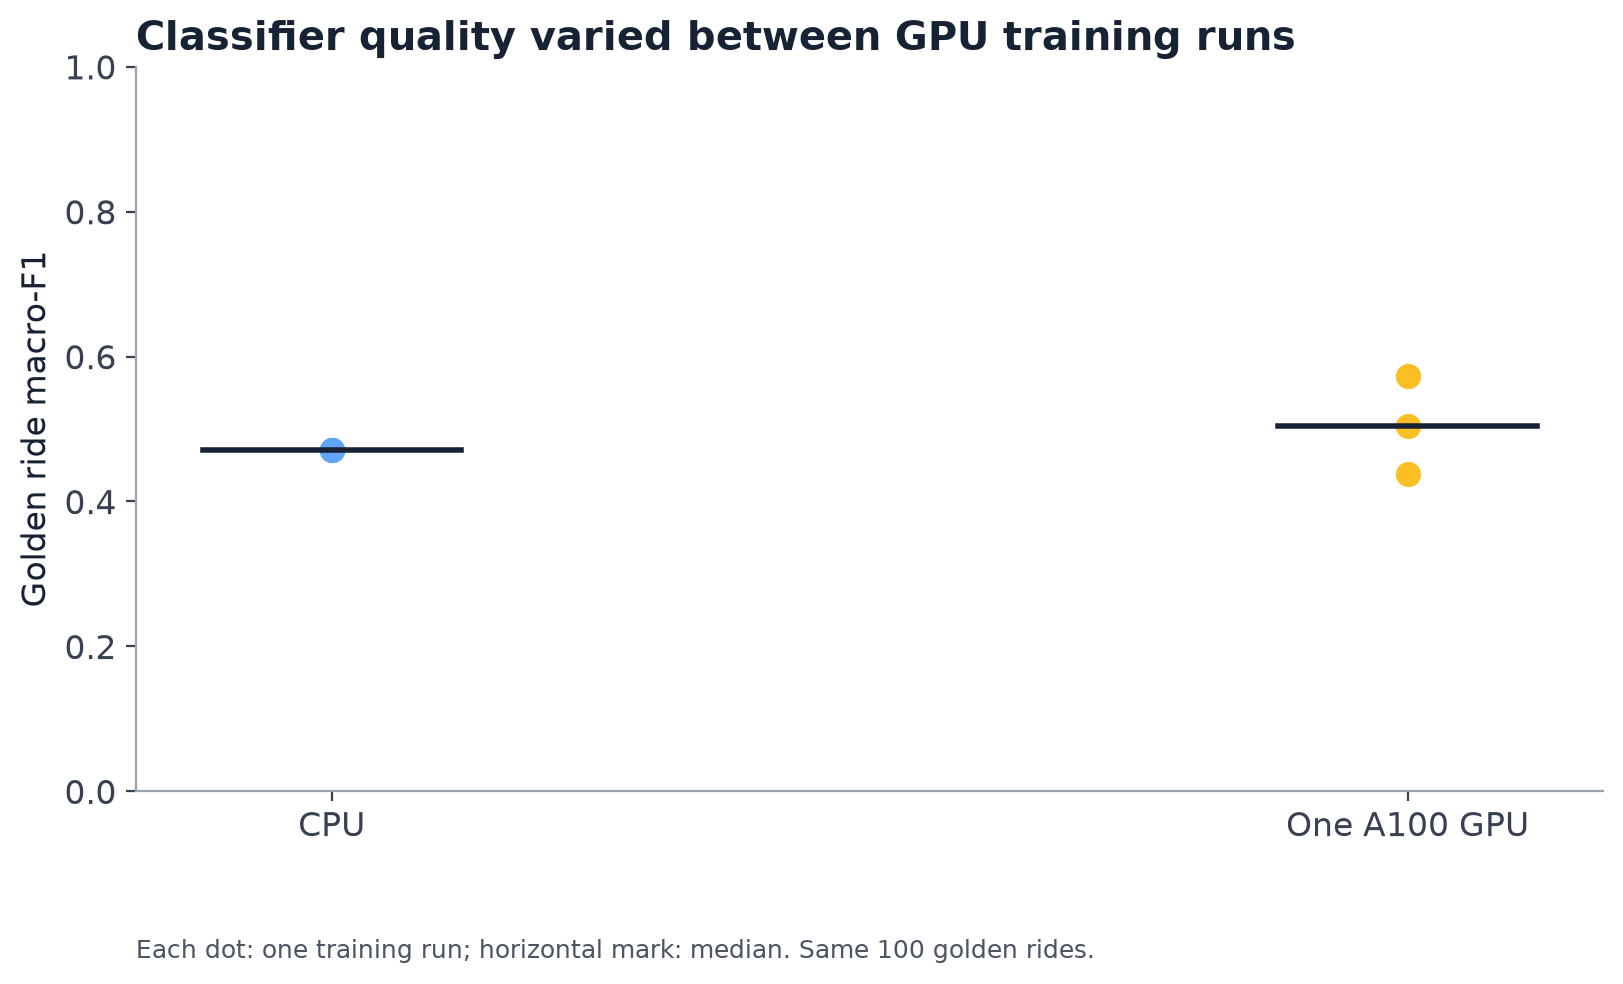 Classifier quality varied between GPU training runs
1.0
0.8
0.6
0.4
0.2
0.0
Golden ride macro-F1
CPU
One A100 GPU
Each dot: one training run; horizontal mark: median. Same 100 golden rides.